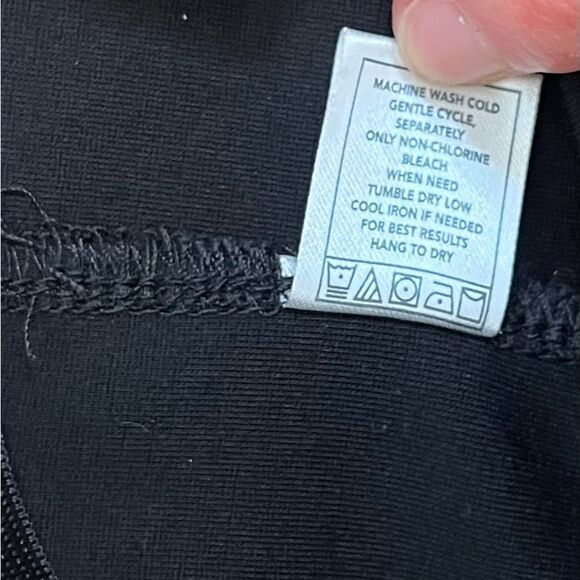 MACHINE WASH COLD
GENTLE CYCLE,
SEPARATELY
ONLY NON-CHLORINE
BLEACH
WHEN NEED
TUMBLE DRY LOW
COOL IRON IF NEEDED
FOR BEST RESULTS
HANG TO DRY